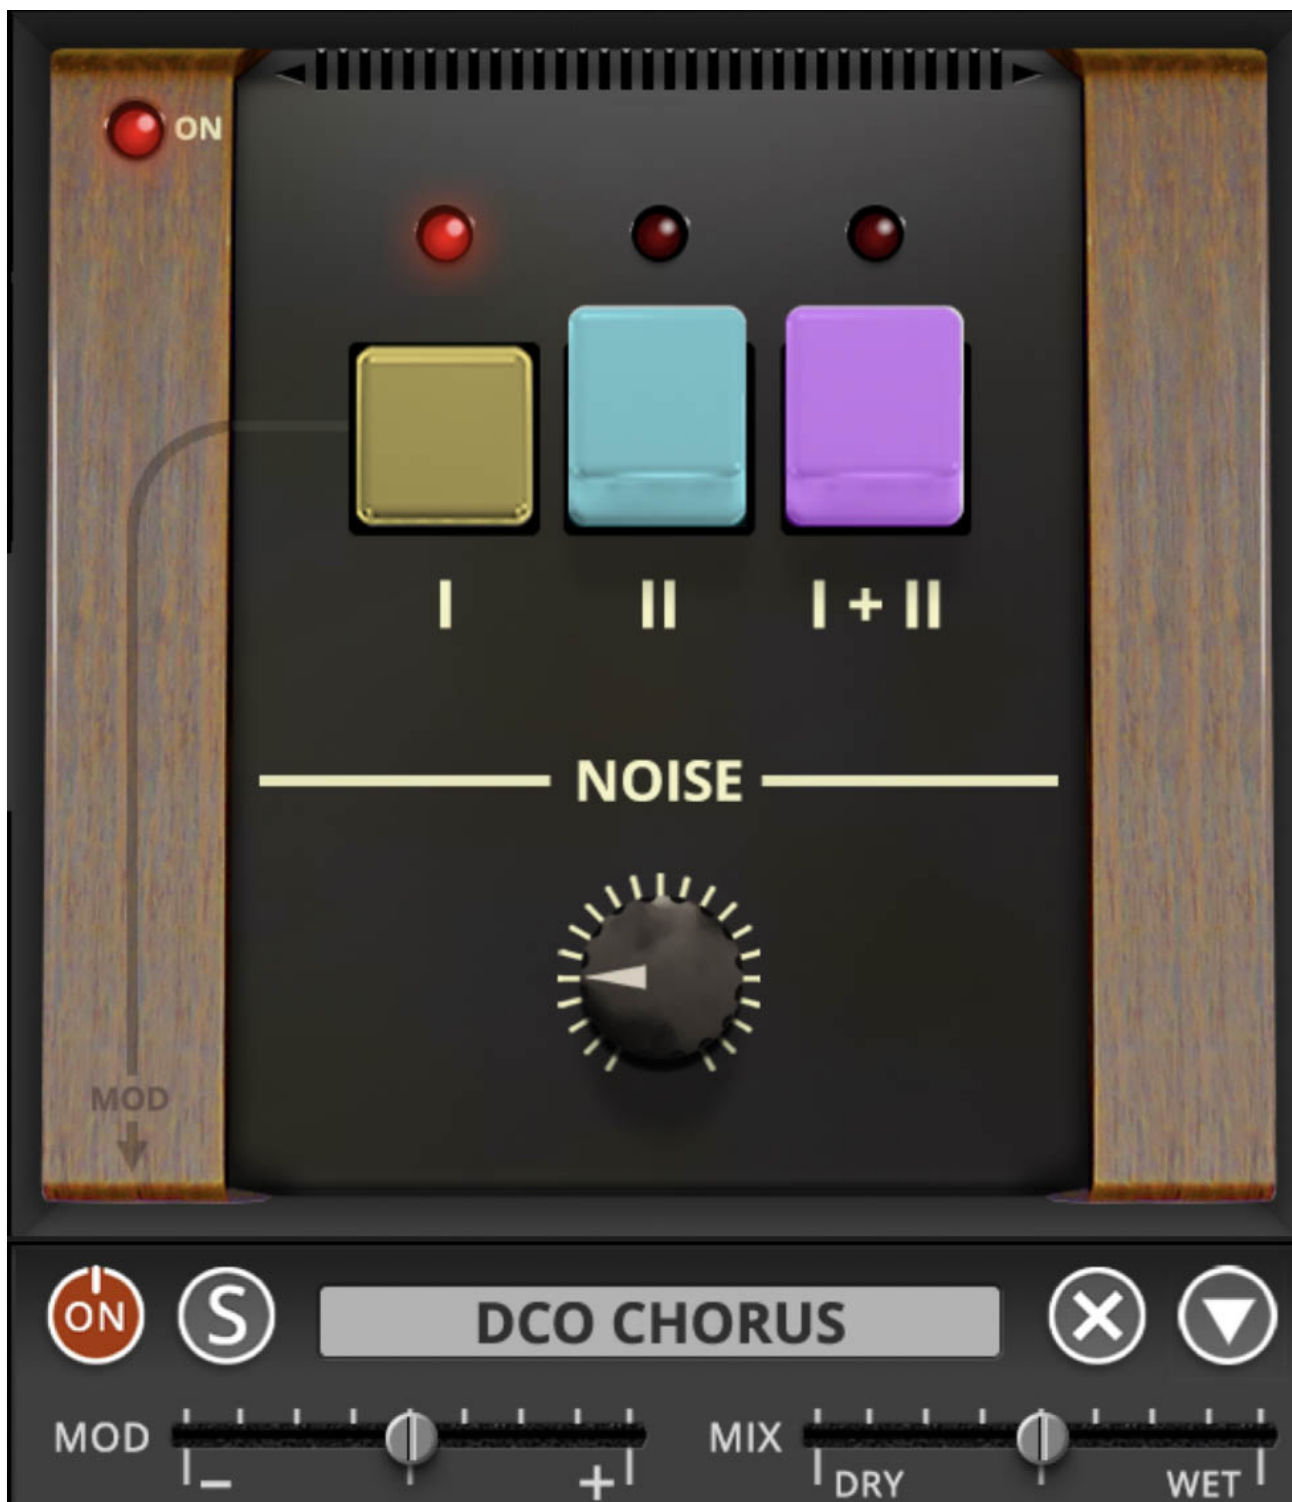 ON
I II I + II
NOISE
MOD
ON S DCO CHORUS
MOD - + MIX DRY WET